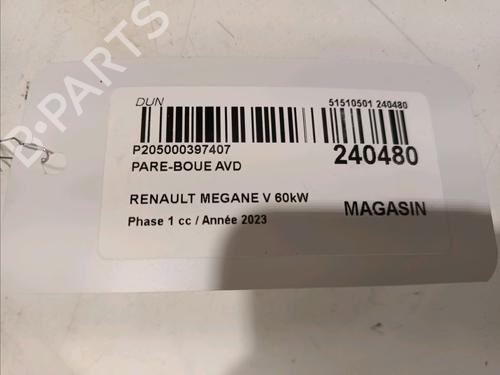 DUN 51510501 240480
P205000397407 240480
PARE-BOUE AVD
RENAULT MEGANE V 60kW MAGASIN
Phase 1 cc / Année 2023
B-PARTS